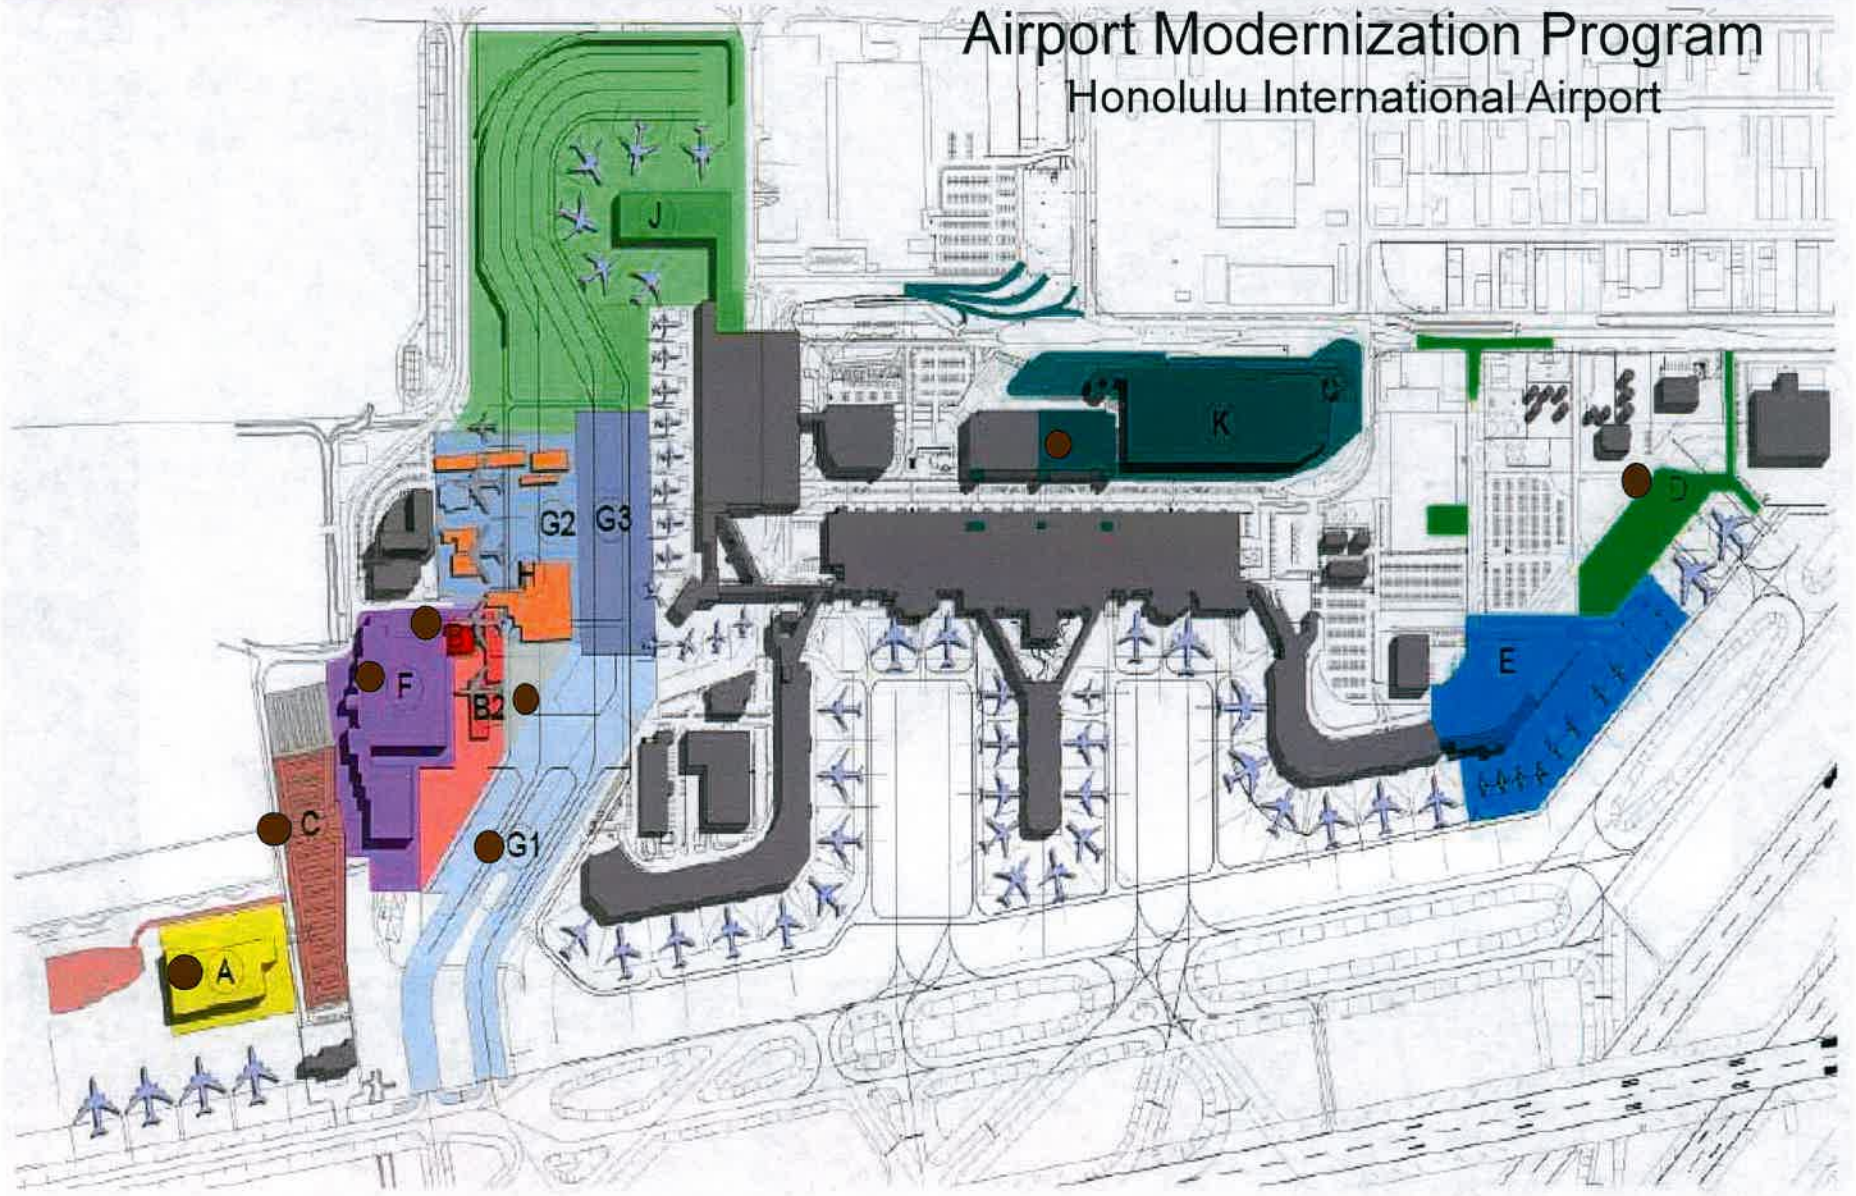 Airport Modernization Program
Honolulu International Airport
J
K
D
I
G2
G3
H
B
E
F
B2
C
G1
A